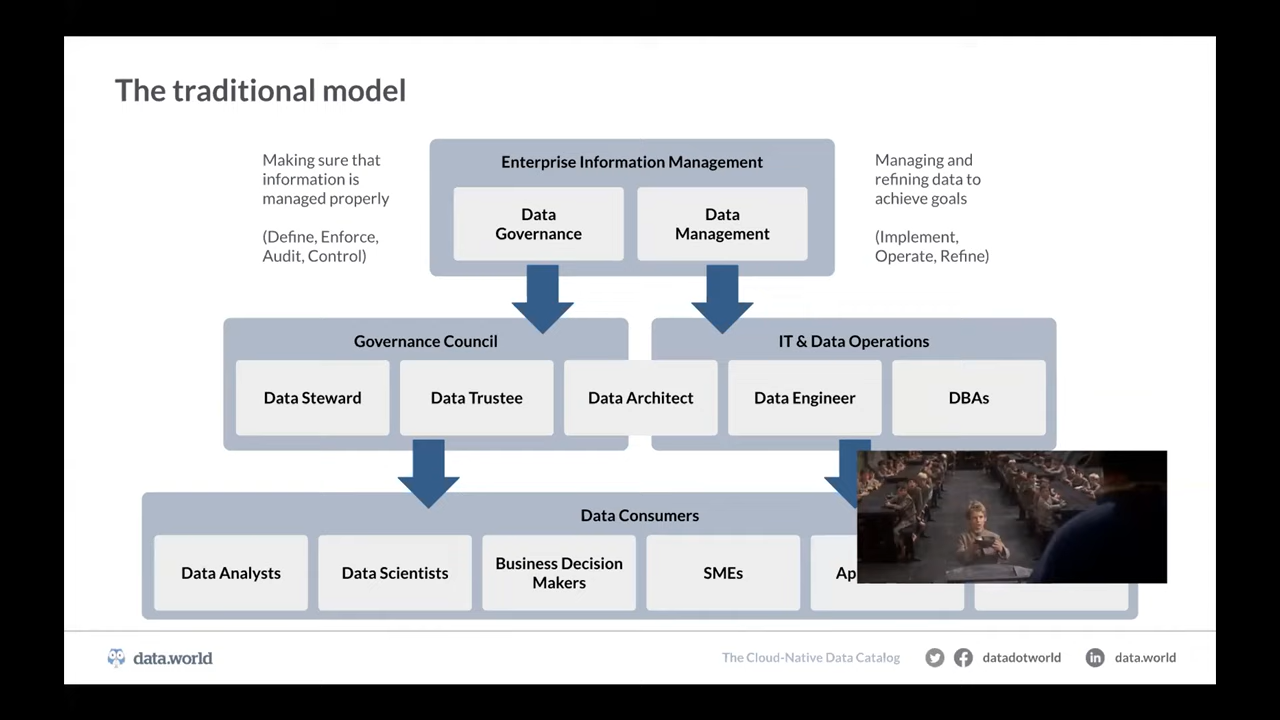 The traditional model
Making sure that
information is
managed properly
(Define, Enforce,
Audit, Control)
Enterprise Information Management
Data
Governance
Data
Management
Managing and
refining data to
achieve goals
(Implement,
Operate, Refine)
Governance Council
Data Steward
Data Trustee
Data Architect
IT & Data Operations
Data Engineer
DBAs
Data Consumers
Data Analysts
Data Scientists
Business Decision
Makers
SMEs
data.world
The Cloud-Native Data Catalog
datadotworld
data.world